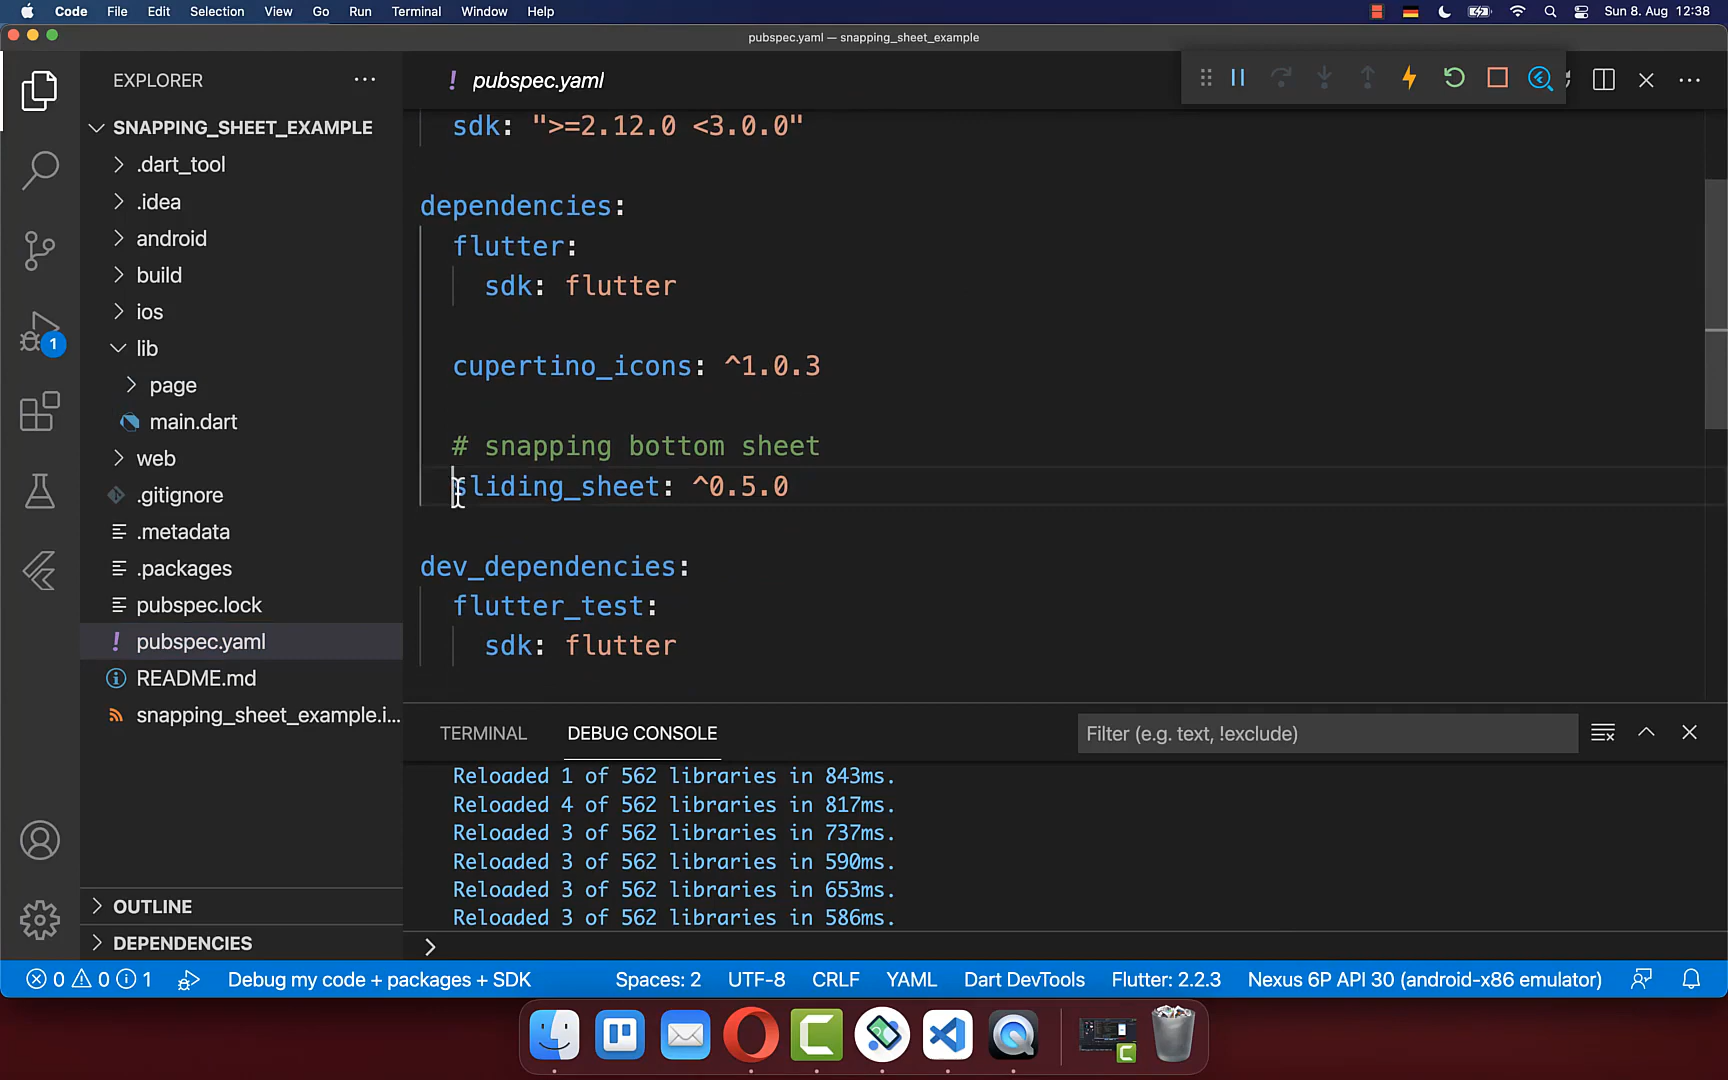 Code File Edit Selection View Go Run Terminal Window Help Sun 8. Aug 12:38
pubspec.yaml — snapping_sheet_example
EXPLORER
! pubspec.yaml
SNAPPING_SHEET_EXAMPLE
.dart_tool
.idea
android
build
ios
lib
page
main.dart
web
.gitignore
.metadata
.packages
pubspec.lock
! pubspec.yaml
README.md
snapping_sheet_example.i...
OUTLINE
DEPENDENCIES
1
sdk: ">=2.12.0 <3.0.0"
dependencies:
flutter:
sdk: flutter
cupertino_icons: ^1.0.3
# snapping bottom sheet
sliding_sheet: ^0.5.0
dev_dependencies:
flutter_test:
sdk: flutter
TERMINAL DEBUG CONSOLE Filter (e.g. text, !exclude)
Reloaded 1 of 562 libraries in 843ms.
Reloaded 4 of 562 libraries in 817ms.
Reloaded 3 of 562 libraries in 737ms.
Reloaded 3 of 562 libraries in 590ms.
Reloaded 3 of 562 libraries in 653ms.
Reloaded 3 of 562 libraries in 586ms.
0 0 1 Debug my code + packages + SDK Spaces: 2 UTF-8 CRLF YAML Dart DevTools Flutter: 2.2.3 Nexus 6P API 30 (android-x86 emulator)